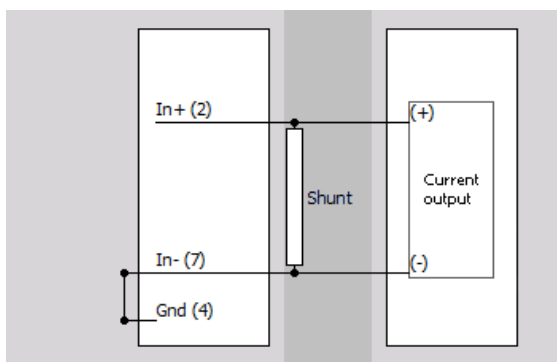 In+ (2)
(+)
Current
output
Shunt
In- (7)
(-)
Gnd (4)